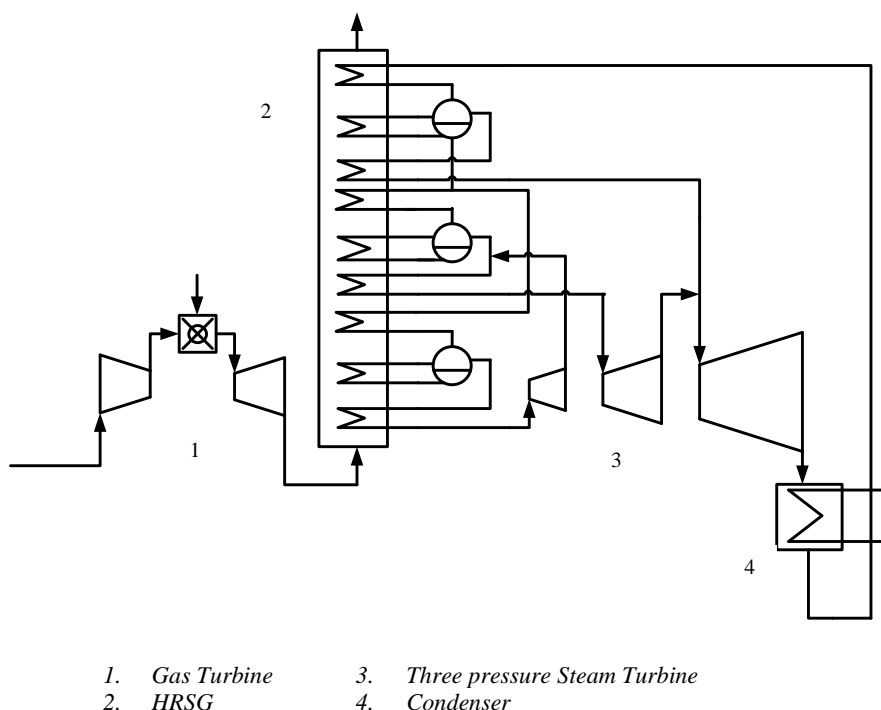 2
1
3
4
1. Gas Turbine 3. Three pressure Steam Turbine
2. HRSG 4. Condenser